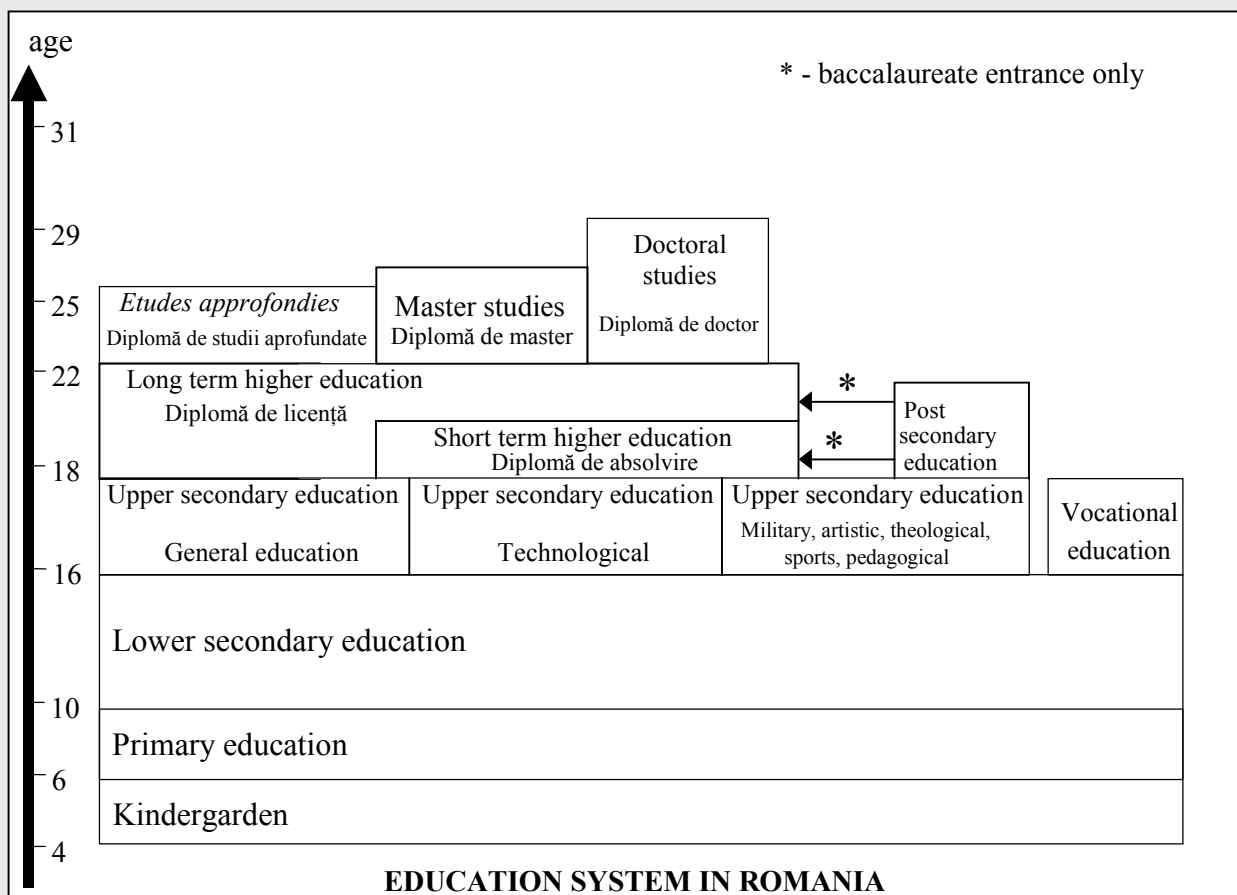 age
* - baccalaureate entrance only
31
29
25
22
18
16
10
6
4
Doctoral
studies
Diplomă de doctor
Etudes approfondies
Diplomă de studii aprofundate
Master studies
Diplomă de master
Long term higher education
Diplomă de licență
*
Short term higher education
Diplomă de absolvire
*
Post
secondary
education
Upper secondary education
General education
Upper secondary education
Technological
Upper secondary education
Military, artistic, theological,
sports, pedagogical
Vocational
education
Lower secondary education
Primary education
Kindergarden
EDUCATION SYSTEM IN ROMANIA